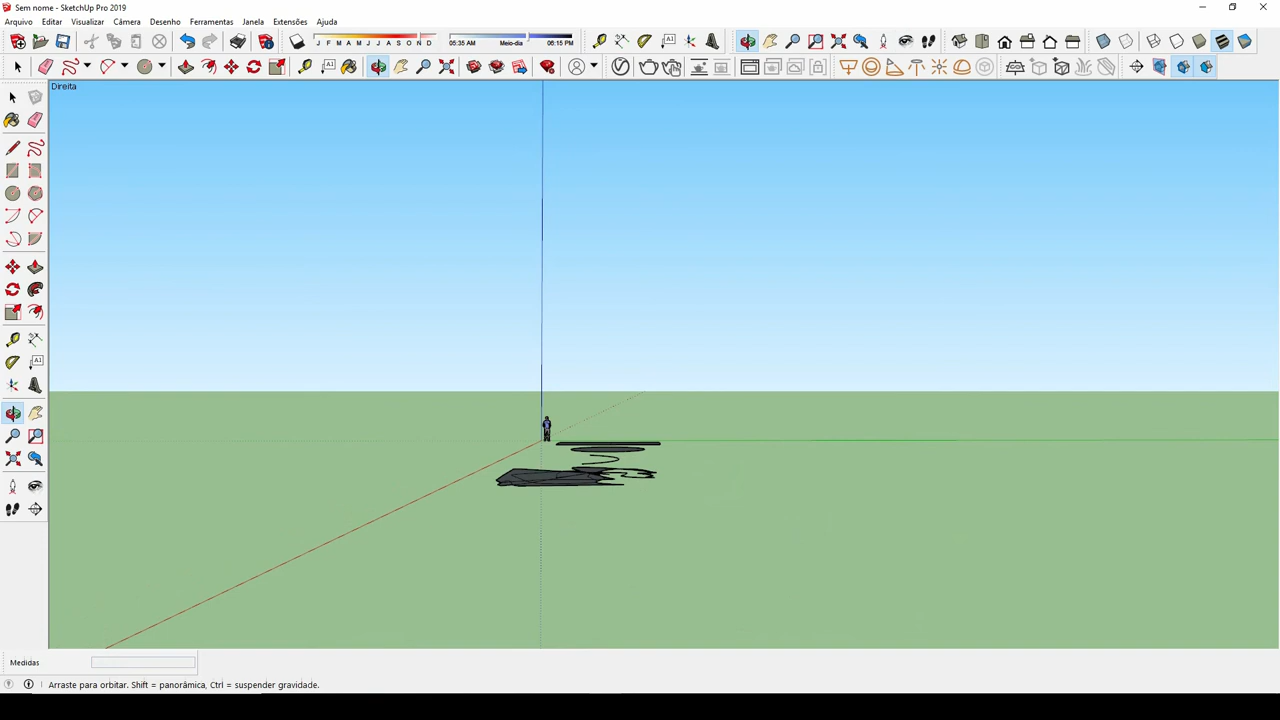 Sem nome - SketchUp Pro 2019
Arquivo Editar Visualizar Câmera Desenho Ferramentas Janela Extensões Ajuda
J F M A M J J A S O N D 05:35 AM Meio-dia 06:15 PM
Direita
Medidas
Arraste para orbitar. Shift = panorâmica, Ctrl = suspender gravidade.